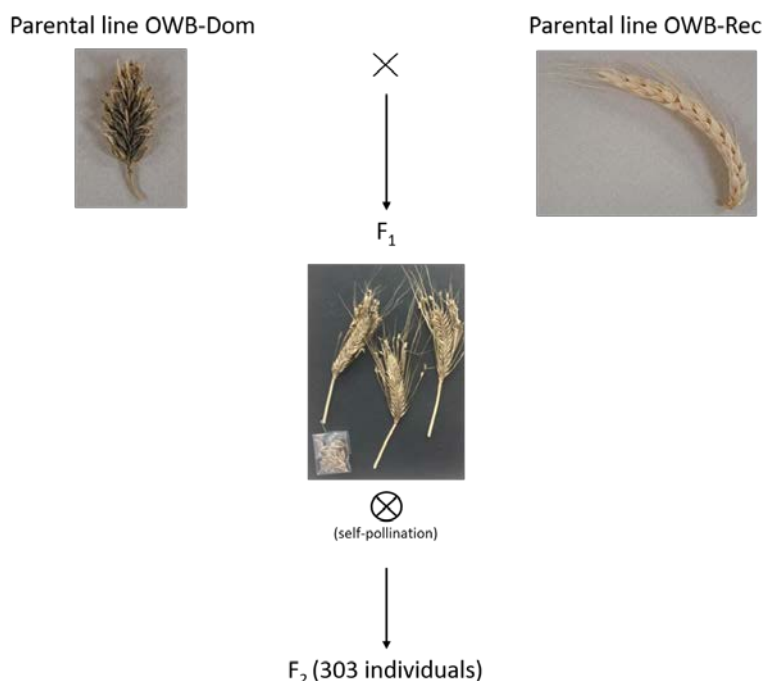 Parental line OWB-Dom
Parental line OWB-Rec
F₁
(self-pollination)
F₂ (303 individuals)